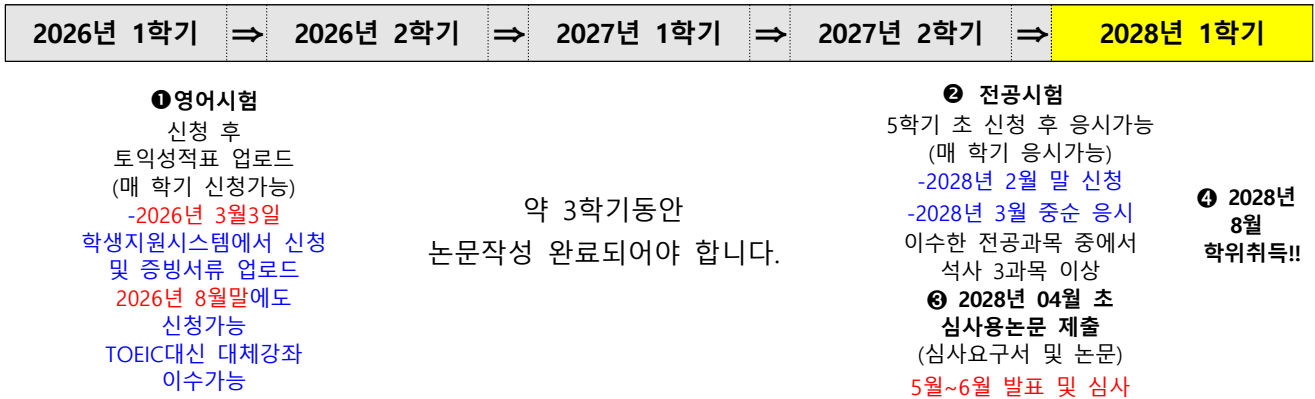 2026년 1학기 ⇒ 2026년 2학기 ⇒ 2027년 1학기 ⇒ 2027년 2학기 ⇒ 2028년 1학기
❶영어시험
신청 후
토익성적표 업로드
(매 학기 신청가능)
-2026년 3월3일
학생지원시스템에서 신청
및 증빙서류 업로드
2026년 8월말에도
신청가능
TOEIC대신 대체강좌
이수가능
약 3학기동안
논문작성 완료되어야 합니다.
❷ 전공시험
5학기 초 신청 후 응시가능
(매 학기 응시가능)
-2028년 2월 말 신청
-2028년 3월 중순 응시
이수한 전공과목 중에서
석사 3과목 이상
❸ 2028년 04월 초
심사용논문 제출
(심사요구서 및 논문)
5월~6월 발표 및 심사
❹ 2028년
8월
학위취득!!